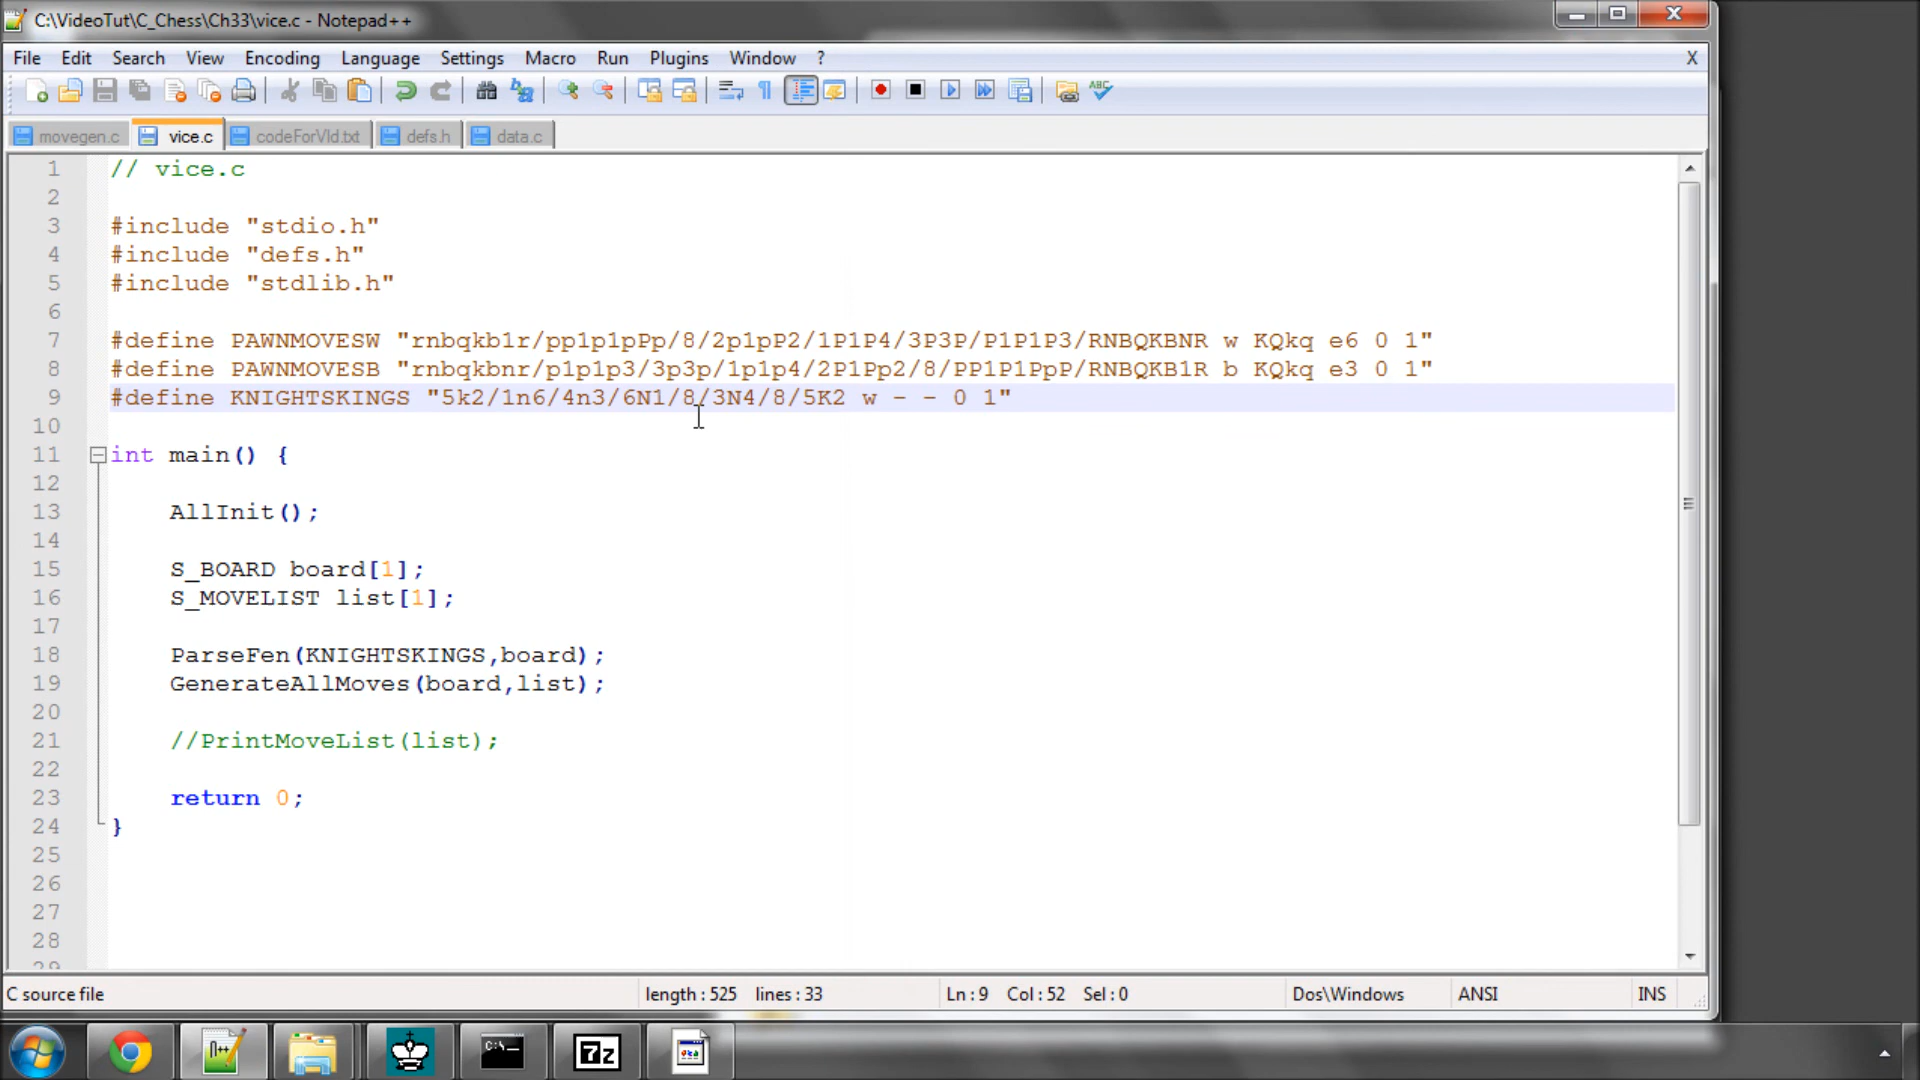 C:\VideoTut\C_Chess\Ch33\vice.c - Notepad++
File Edit Search View Encoding Language Settings Macro Run Plugins Window ? X
movegen.c vice.c codeForVId.txt defs.h data.c
1 // vice.c
2
3 #include "stdio.h"
4 #include "defs.h"
5 #include "stdlib.h"
6
7 #define PAWNMOVESW "rnbqkb1r/pp1p1pPp/8/2p1pP2/1P1P4/3P3P/P1P1P3/RNBQKBNR w KQkq e6 0 1"
8 #define PAWNMOVESB "rnbqkbnr/p1p1p3/3p3p/1p1p4/2P1Pp2/8/PP1P1PpP/RNBQKB1R b KQkq e3 0 1"
9 #define KNIGHTSKINGS "5k2/1n6/4n3/6N1/8/3N4/8/5K2 w - - 0 1"
10
11 int main() {
12
13 AllInit();
14
15 S_BOARD board[1];
16 S_MOVELIST list[1];
17
18 ParseFen(KNIGHTSKINGS,board);
19 GenerateAllMoves(board,list);
20
21 //PrintMoveList(list);
22
23 return 0;
24 }
25
26
27
28
29
C source file length : 525 lines : 33 Ln : 9 Col : 52 Sel : 0 Dos\Windows ANSI INS
C:\-
7z